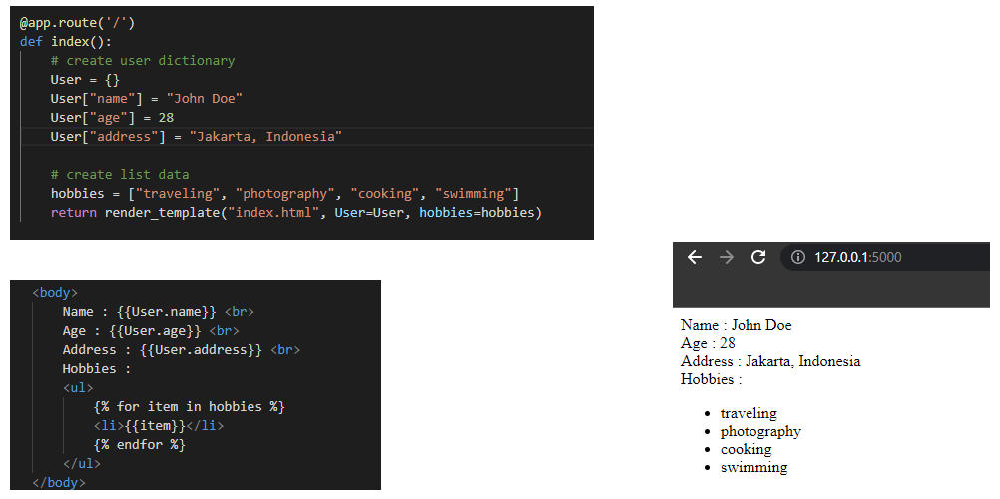 @app.route('/')
def index():
# create user dictionary
User = {}
User["name"] = "John Doe"
User["age"] = 28
User["address"] = "Jakarta, Indonesia"
# create list data
hobbies = ["traveling", "photography", "cooking", "swimming"]
return render_template("index.html", User=User, hobbies=hobbies)
<body>
Name : {{User.name}} <br>
Age : {{User.age}} <br>
Address : {{User.address}} <br>
Hobbies :
<ul>
{% for item in hobbies %}
<li>{{item}}</li>
{% endfor %}
</ul>
</body>
127.0.0.1:5000
Name : John Doe
Age : 28
Address : Jakarta, Indonesia
Hobbies :
• traveling
• photography
• cooking
• swimming